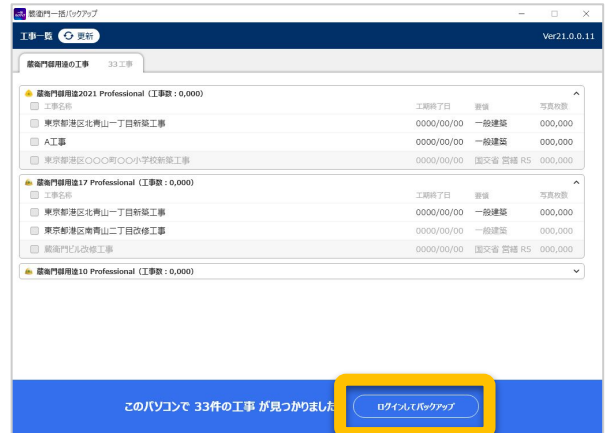 蔵衛門一括バックアップ
工事一覧 更新 Ver21.0.0.11
蔵衛門御用達の工事 33工事
蔵衛門御用達2021 Professional(工事数:0,000)
工事名称 工期終了日 要領 写真枚数
東京都港区北青山一丁目新築工事 0000/00/00 一般建築 000,000
A工事 0000/00/00 一般建築 000,000
東京都港区〇〇〇町〇〇小学校新築工事 0000/00/00 国交省 営繕 R5 000,000
蔵衛門御用達17 Professional(工事数:0,000)
工事名称 工期終了日 要領 写真枚数
東京都港区北青山一丁目新築工事 0000/00/00 一般建築 000,000
東京都港区南青山二丁目改修工事 0000/00/00 一般建築 000,000
蔵衛門ビル改修工事 0000/00/00 国交省 営繕 R5 000,000
蔵衛門御用達10 Professional(工事数:0,000)
このパソコンで 33件の工事 が見つかりました ログインしてバックアップ